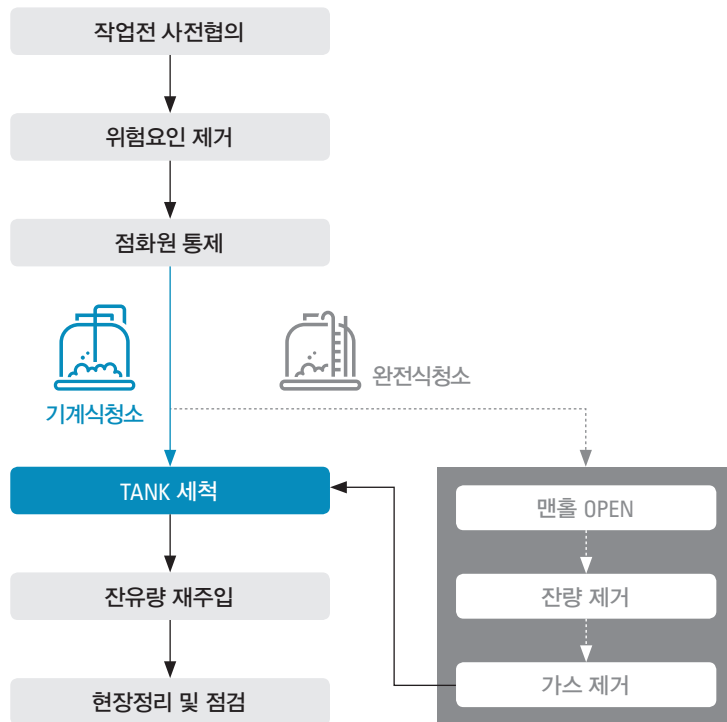 작업전 사전협의
위험요인 제거
점화원 통제
기계식청소
완전식청소
TANK 세척
맨홀 OPEN
잔유량 재주입
잔량 제거
현장정리 및 점검
가스 제거